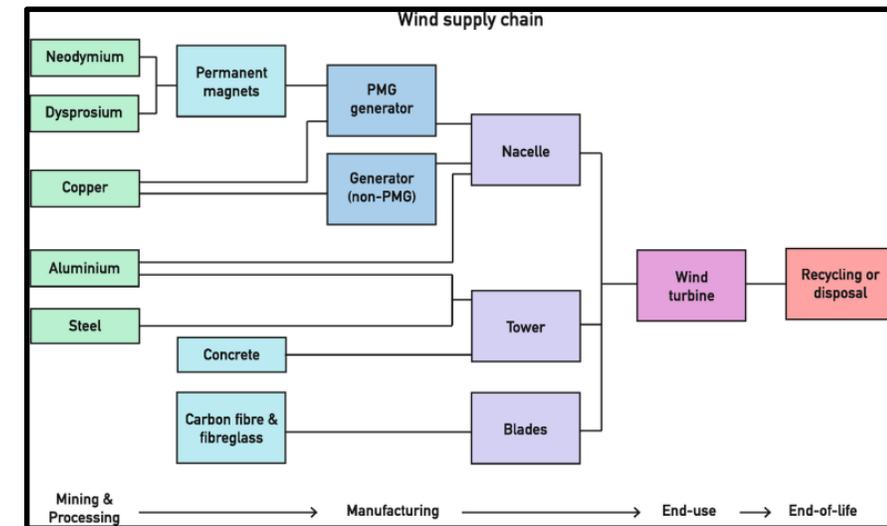 Wind supply chain
Neodymium
Dysprosium
Copper
Aluminium
Steel
Permanent
magnets
Concrete
Carbon fibre &
fibreglass
PMG
generator
Generator
(non-PMG)
Nacelle
Tower
Blades
Wind
turbine
Recycling or
disposal
Mining &
Processing
Manufacturing
End-use
End-of-life